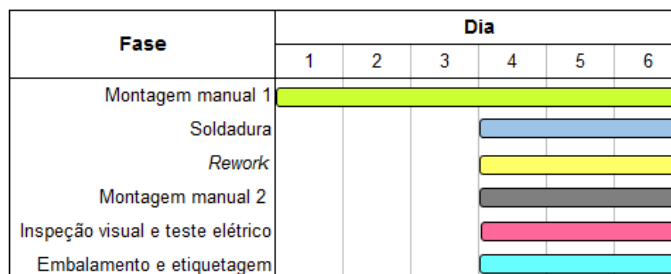 Fase
Dia
1 2 3 4 5 6
Montagem manual 1
Soldadura
Rework
Montagem manual 2
Inspeção visual e teste elétrico
Embalamento e etiquetagem